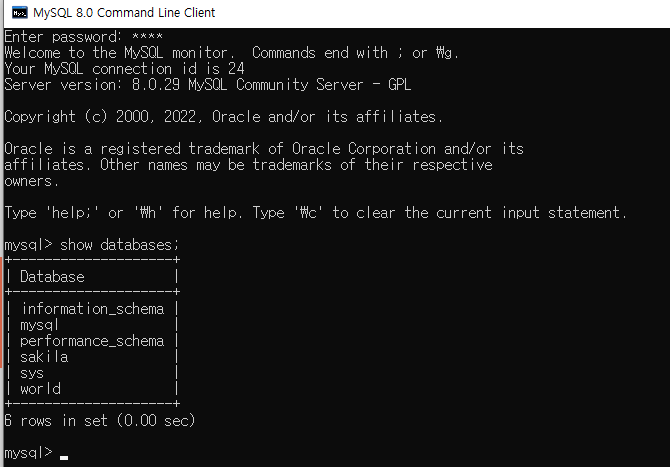 MySQL 8.0 Command Line Client
Enter password: ****
Welcome to the MySQL monitor.  Commands end with ; or ₩g.
Your MySQL connection id is 24
Server version: 8.0.29 MySQL Community Server - GPL
Copyright (c) 2000, 2022, Oracle and/or its affiliates.
Oracle is a registered trademark of Oracle Corporation and/or its
affiliates. Other names may be trademarks of their respective
owners.
Type 'help;' or '₩h' for help. Type '₩c' to clear the current input statement.
mysql> show databases;
+--------------------+
| Database           |
+--------------------+
| information_schema |
| mysql              |
| performance_schema |
| sakila             |
| sys                |
| world              |
+--------------------+
6 rows in set (0.00 sec)
mysql> _